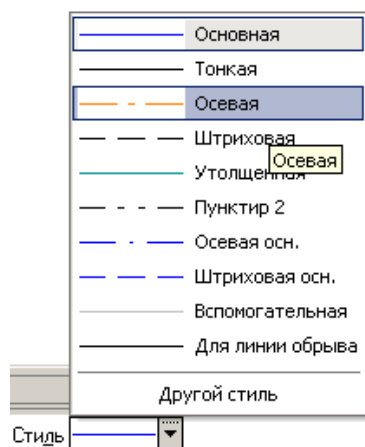 Основная
Тонкая
Осевая
Штриховая
Осевая
Утолщенная
Пунктир 2
Осевая осн.
Штриховая осн.
Вспомогательная
Для линии обрыва
Другой стиль
Стиль